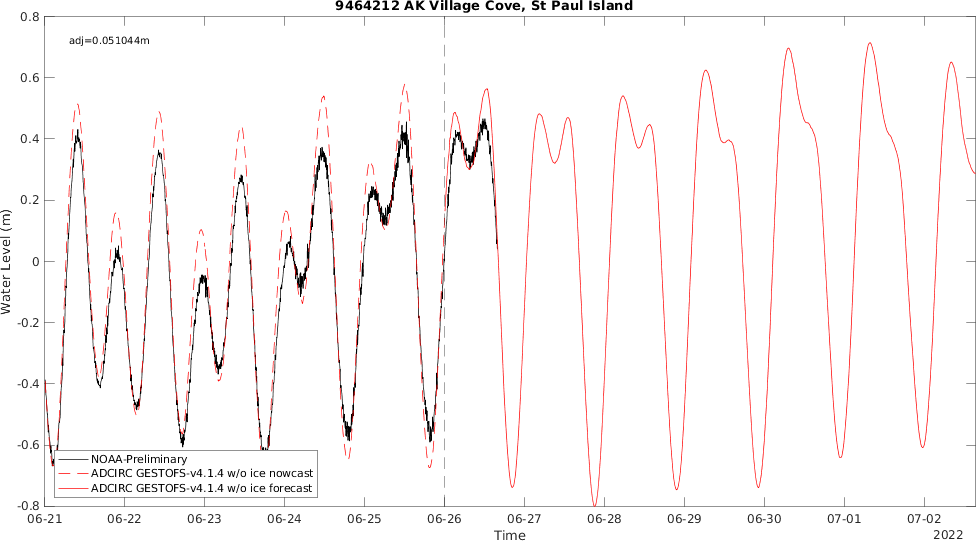 9464212 AK Village Cove, St Paul Island
adj=0.051044m
Water Level (m)
0.8
0.6
0.4
0.2
0
-0.2
-0.4
-0.6
-0.8
NOAA-Preliminary
ADCIRC GESTOFS-v4.1.4 w/o ice nowcast
ADCIRC GESTOFS-v4.1.4 w/o ice forecast
06-21 06-22 06-23 06-24 06-25 06-26 06-27 06-28 06-29 06-30 07-01 07-02
Time
2022